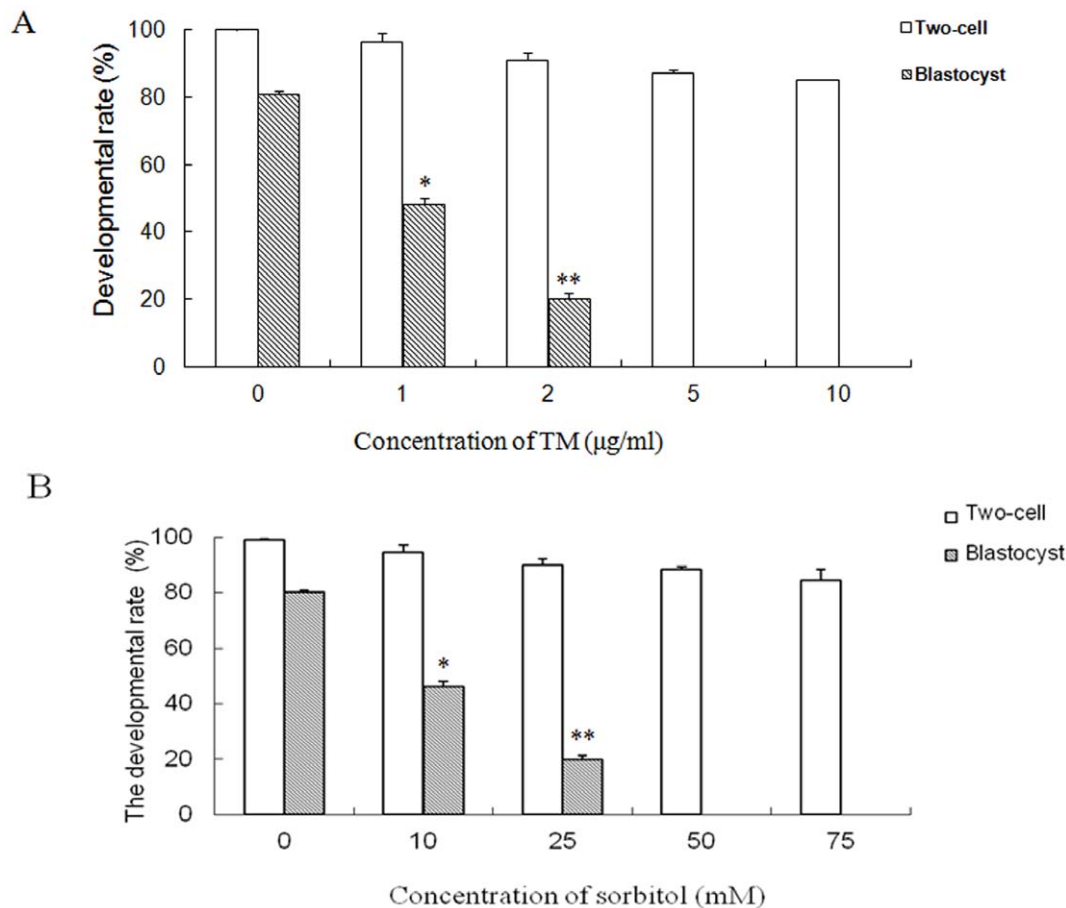 A
Developmental rate (%)
100
80
60
40
20
0
Two-cell
Blastocyst
*
**
0 1 2 5 10
Concentration of TM (μg/ml)
B
The developmental rate (%)
100
80
60
40
20
0
Two-cell
Blastocyst
*
**
0 10 25 50 75
Concentration of sorbitol (mM)